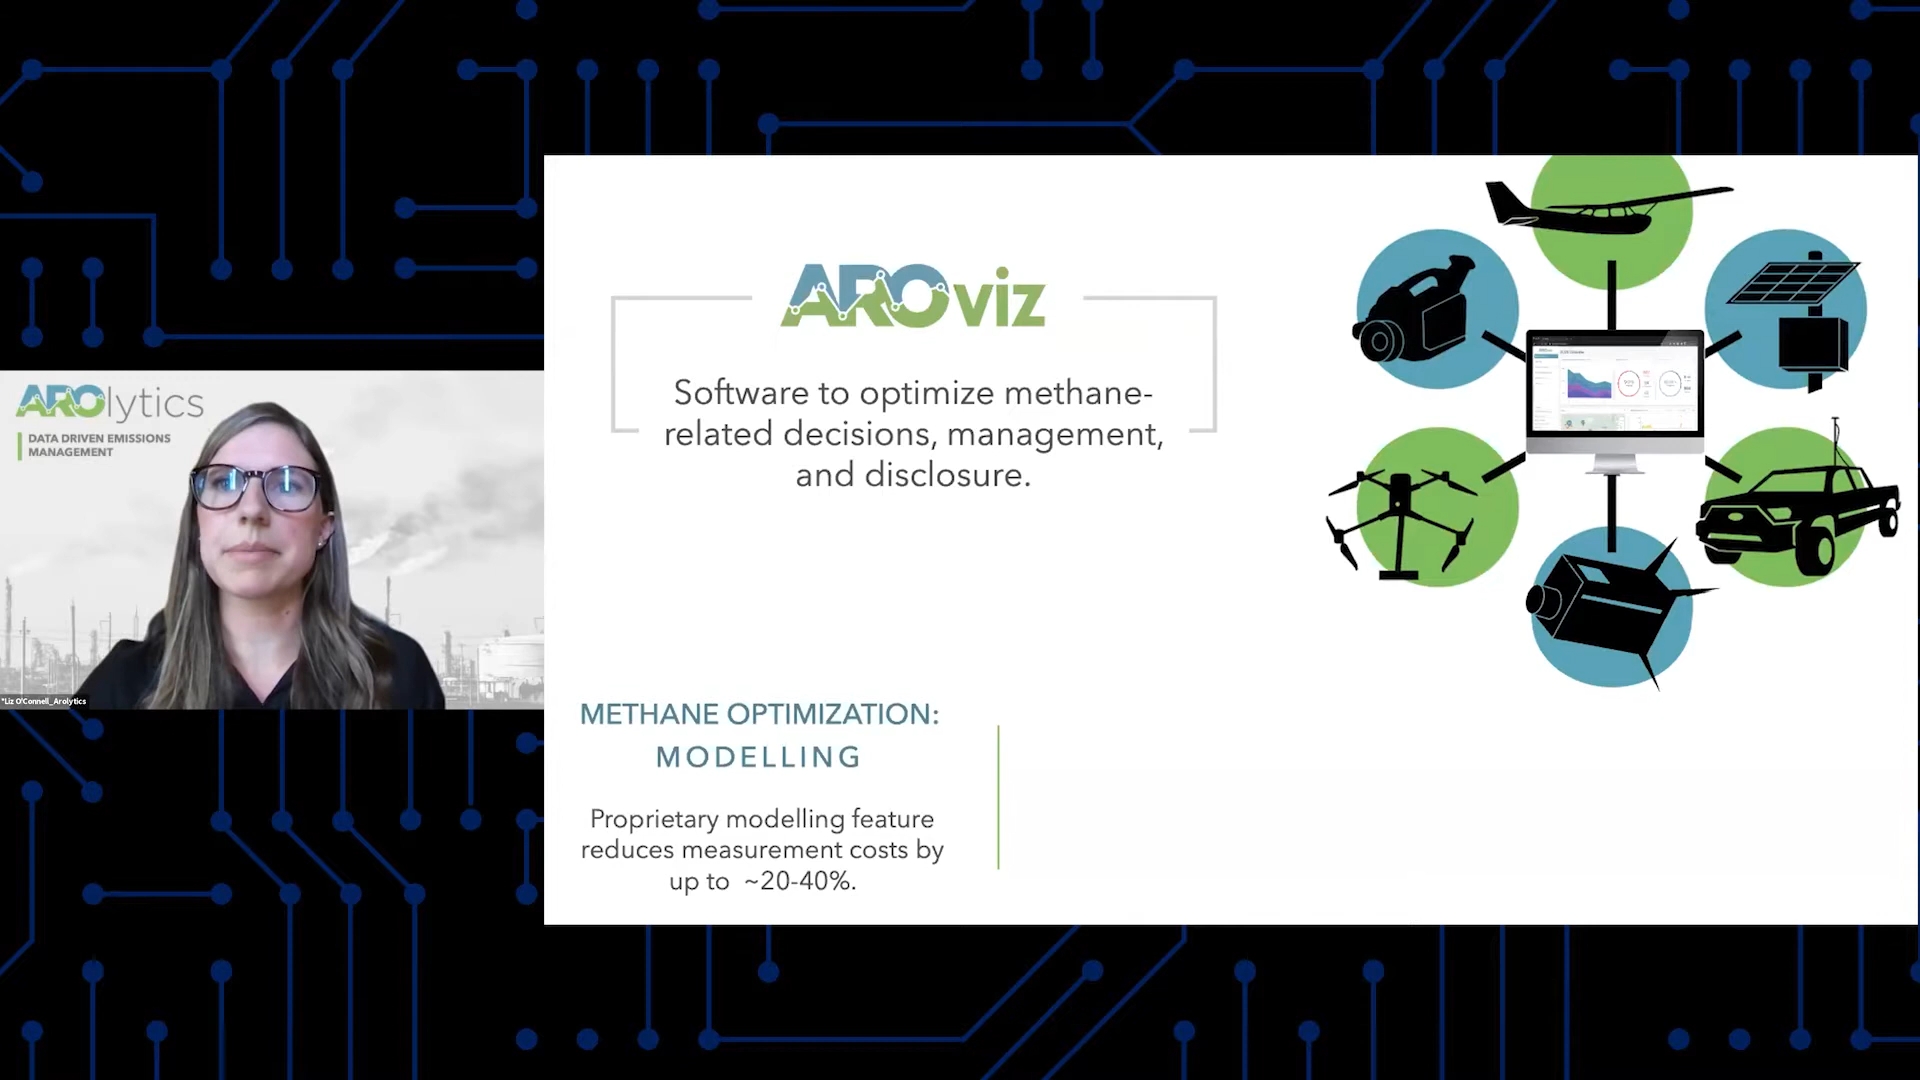 AROlytics
DATA DRIVEN EMISSIONS
MANAGEMENT
*Liz O'Connell_Arolytics
AROviz
Software to optimize methane-
related decisions, management,
and disclosure.
METHANE OPTIMIZATION:
MODELLING
Proprietary modelling feature
reduces measurement costs by
up to ~20-40%.